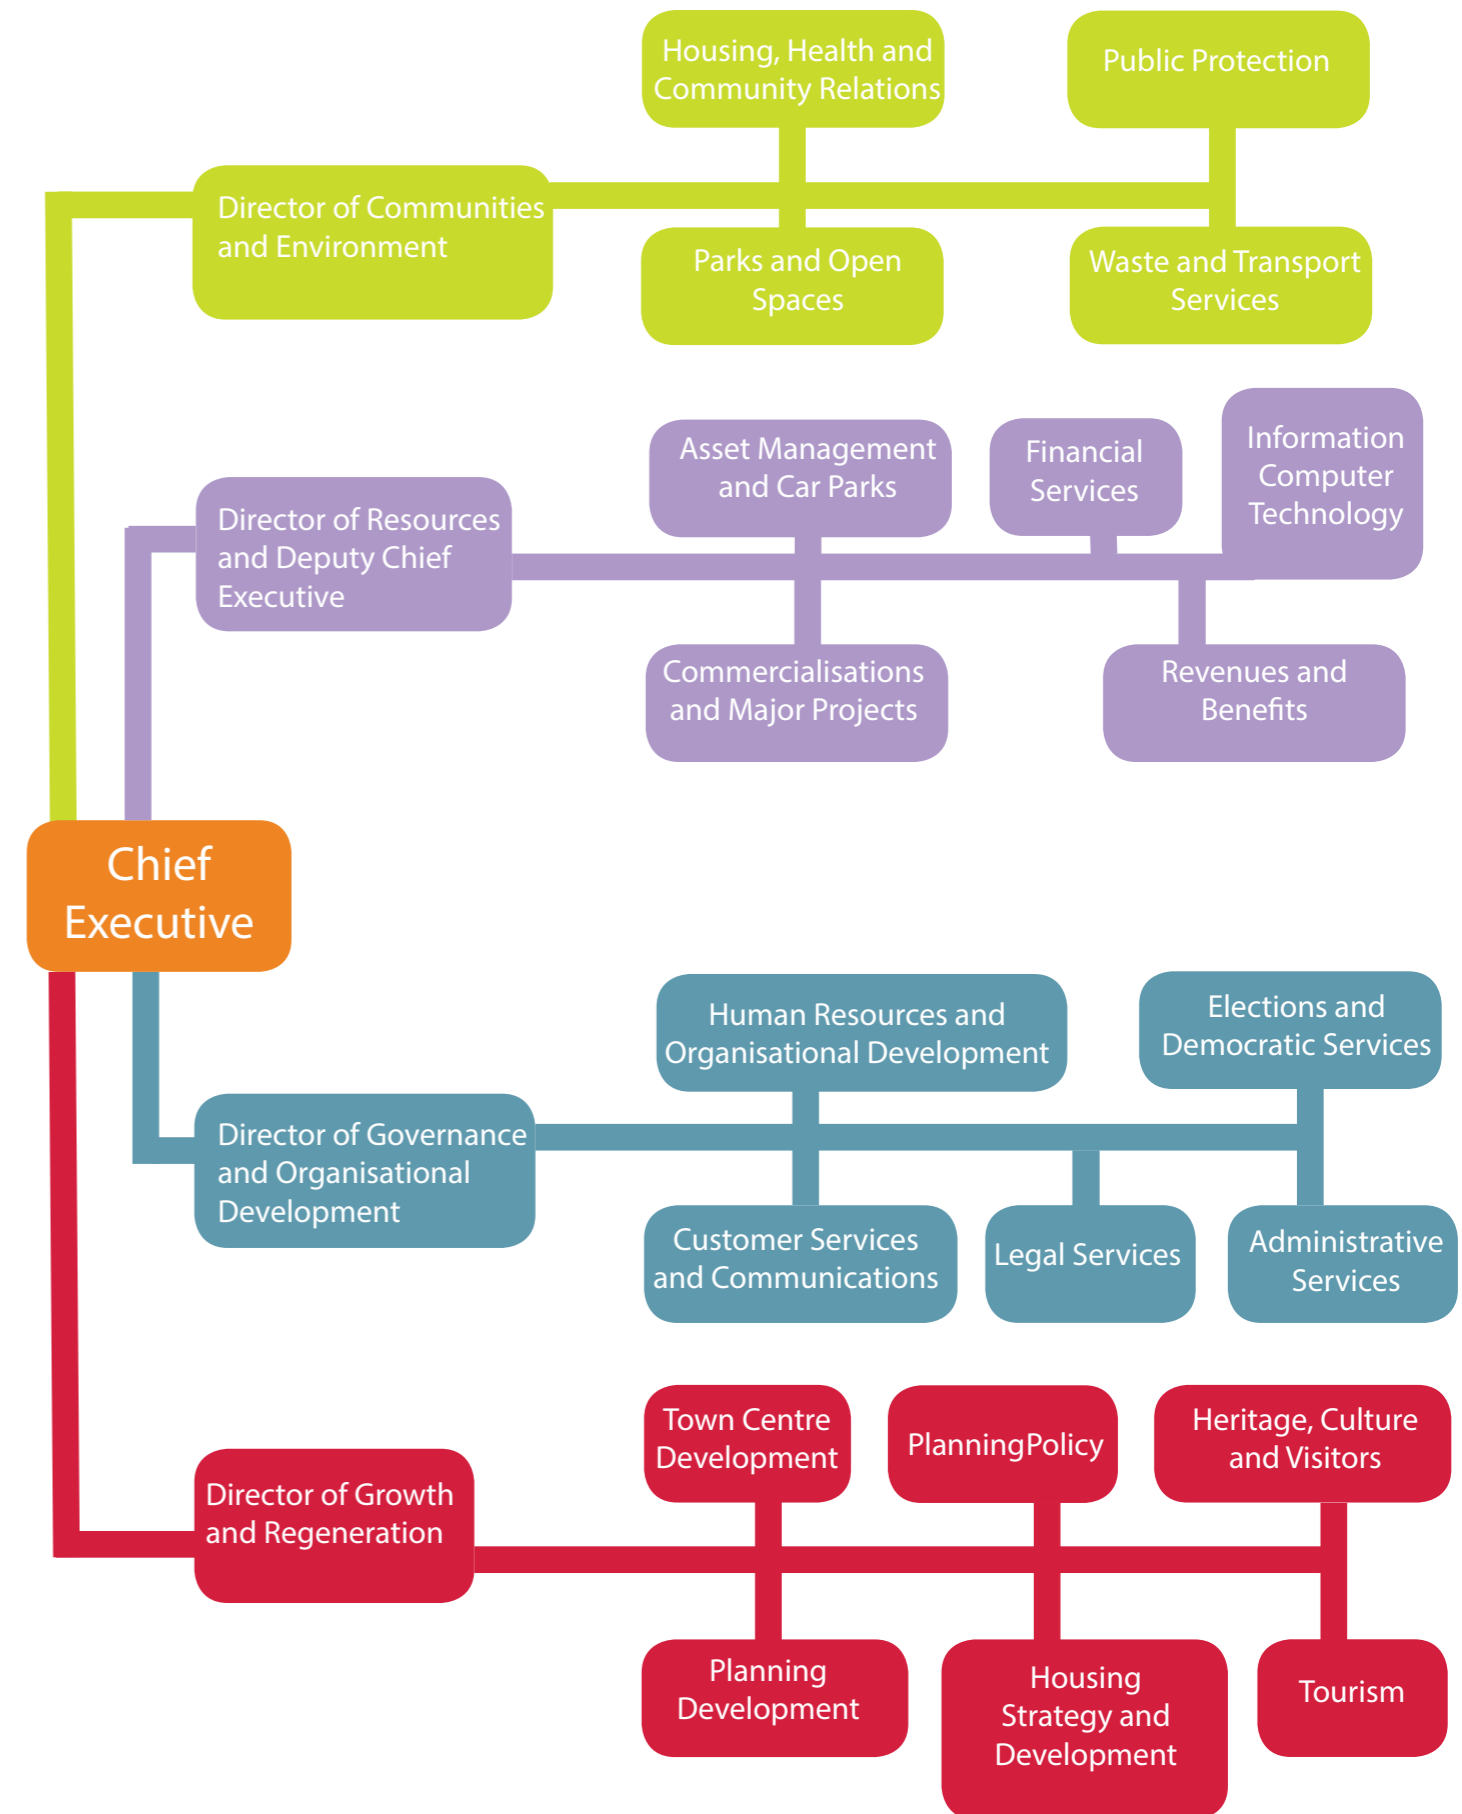 Housing, Health and
Community Relations
Public Protection
Director of Communities
and Environment
Parks and Open
Spaces
Waste and Transport
Services
Asset Management
and Car Parks
Financial
Services
Information
Computer
Technology
Director of Resources
and Deputy Chief
Executive
Commercialisations
and Major Projects
Revenues and
Benefits
Chief
Executive
Human Resources and
Organisational Development
Elections and
Democratic Services
Director of Governance
and Organisational
Development
Customer Services
and Communications
Legal Services
Administrative
Services
Town Centre
Development
PlanningPolicy
Heritage, Culture
and Visitors
Director of Growth
and Regeneration
Planning
Development
Housing
Strategy and
Development
Tourism